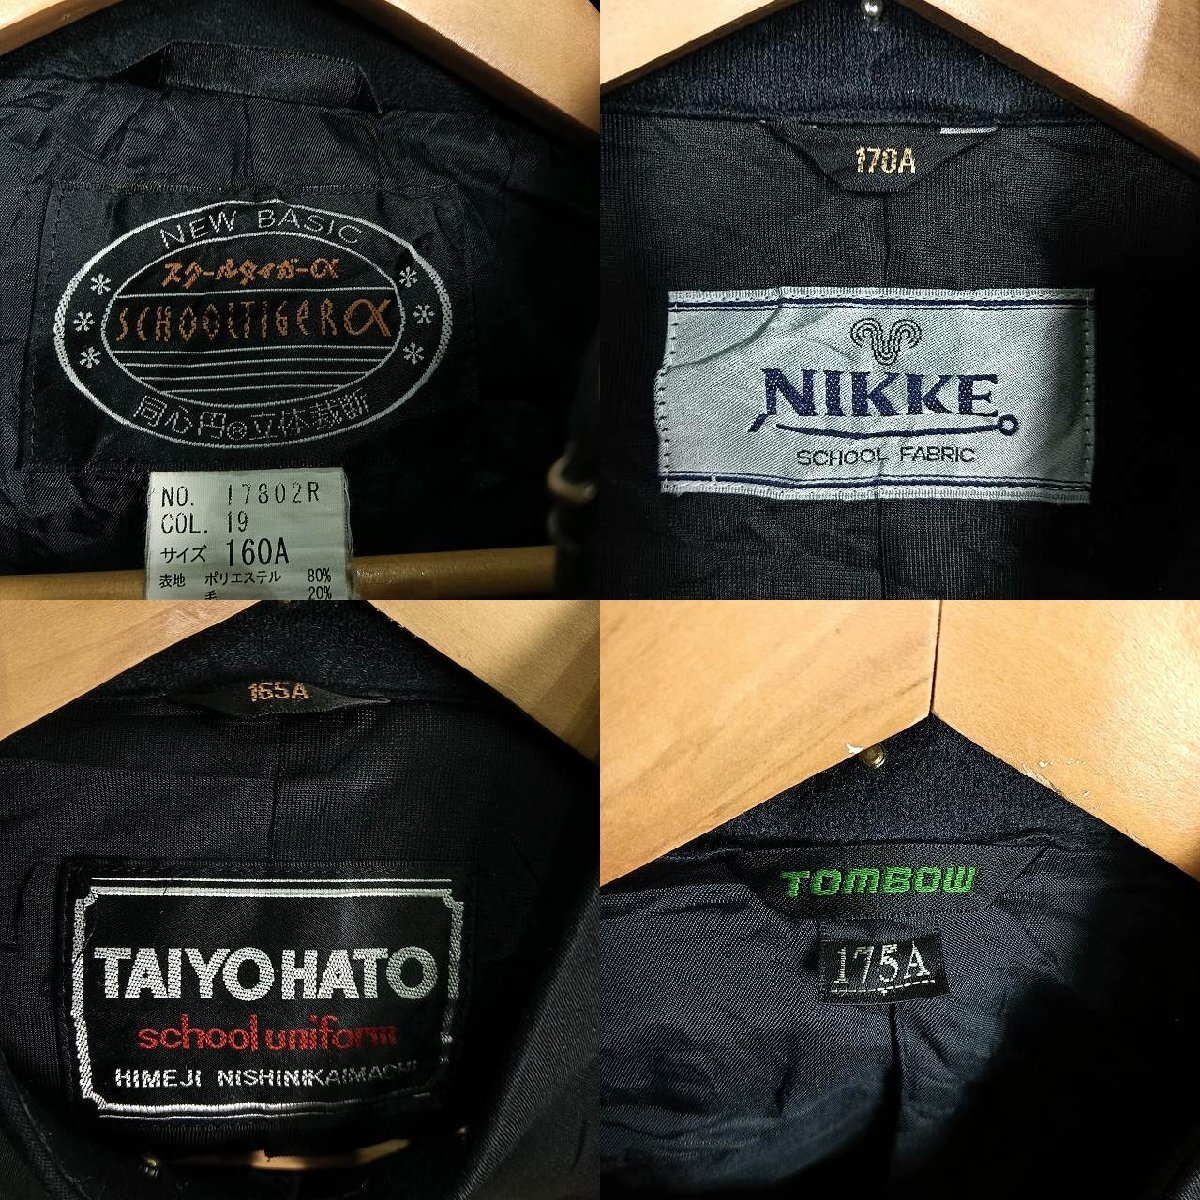 NEW BASIC
スクールタイガーα
SCHOOLTIGERα
同心円®立体裁断
NO. 17802R
COL. 19
サイズ 160A
表地 ポリエステル 80%
毛 20%
170A
NIKKE
SCHOOL FABRIC
165A
TAIYOHATO
school uniform
HIMEJI NISHINIKAIMACHI
TOMBOW
175A